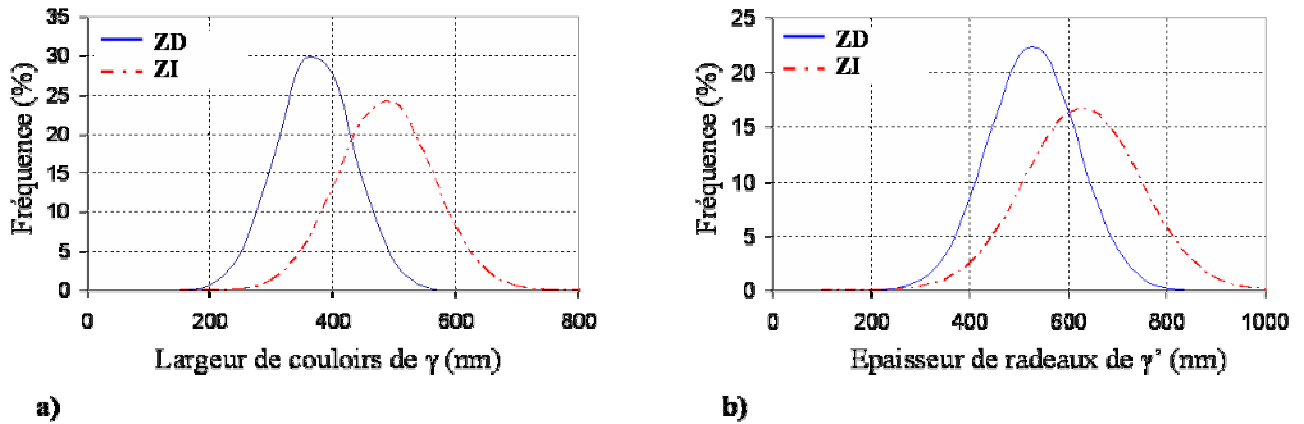 35
30
25
20
15
10
5
0
Fréquence (%)
ZD
ZI
0 200 400 600 800
Largeur de couloirs de γ (nm)
a)
25
20
15
10
5
0
Fréquence (%)
ZD
ZI
0 200 400 600 800 1000
Epaisseur de radeaux de γ’ (nm)
b)